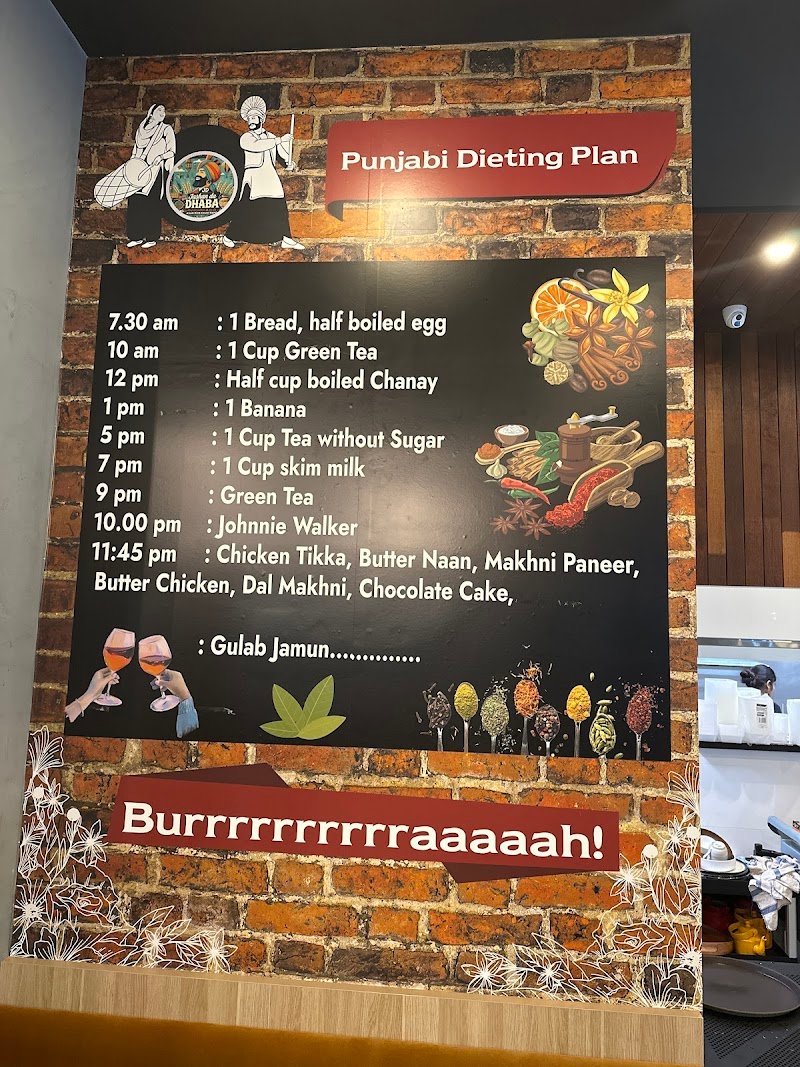 Punjabi Dieting Plan
DHABA
7.30 am : 1 Bread, half boiled egg
10 am : 1 Cup Green Tea
12 pm : Half cup boiled Chanay
1 pm : 1 Banana
5 pm : 1 Cup Tea without Sugar
7 pm : 1 Cup skim milk
9 pm : Green Tea
10.00 pm : Johnnie Walker
11:45 pm : Chicken Tikka, Butter Naan, Makhni Paneer,
Butter Chicken, Dal Makhni, Chocolate Cake,
: Gulab Jamun..............
Burrrrrrrrrrraaaaah!